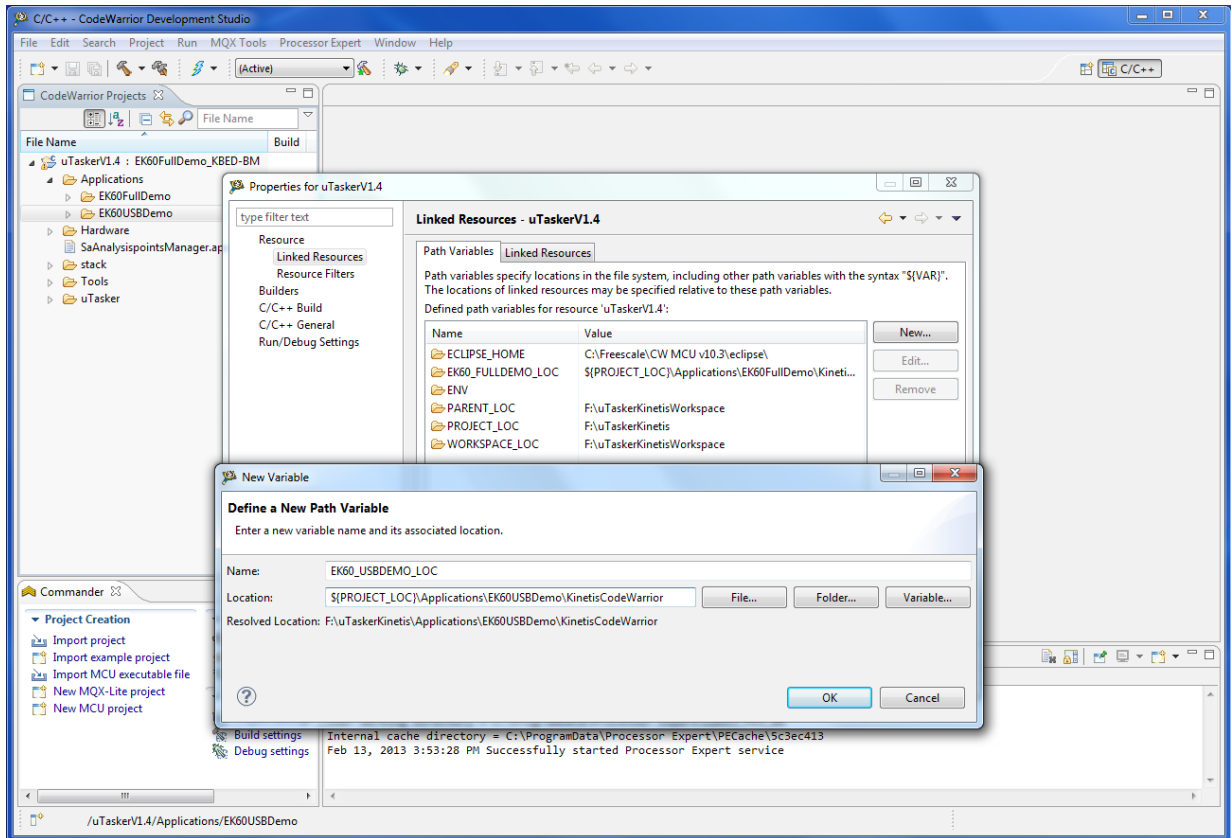 C/C++ - CodeWarrior Development Studio
File Edit Search Project Run MQX Tools Processor Expert Window Help
(Active)
C/C++
CodeWarrior Projects
File Name
File Name Build
uTaskerV1.4 : EK60FullDemo_KBED-BM
Applications
EK60FullDemo
EK60USBDemo
Hardware
SaAnalysispointsManager.ap
stack
Tools
uTasker
Properties for uTaskerV1.4
type filter text
Resource
Linked Resources
Resource Filters
Builders
C/C++ Build
C/C++ General
Run/Debug Settings
Linked Resources - uTaskerV1.4
Path Variables Linked Resources
Path variables specify locations in the file system, including other path variables with the syntax "${VAR}".
The locations of linked resources may be specified relative to these path variables.
Defined path variables for resource 'uTaskerV1.4':
Name Value
ECLIPSE_HOME C:\Freescale\CW MCU v10.3\eclipse\
EK60_FULLDEMO_LOC ${PROJECT_LOC}\Applications\EK60FullDemo\Kineti...
ENV
PARENT_LOC F:\uTaskerKinetisWorkspace
PROJECT_LOC F:\uTaskerKinetis
WORKSPACE_LOC F:\uTaskerKinetisWorkspace
New...
Edit...
Remove
New Variable
Define a New Path Variable
Enter a new variable name and its associated location.
Name: EK60_USBDEMO_LOC
Location: ${PROJECT_LOC}\Applications\EK60USBDemo\KinetisCodeWarrior File... Folder... Variable...
Resolved Location: F:\uTaskerKinetis\Applications\EK60USBDemo\KinetisCodeWarrior
OK Cancel
Commander
Project Creation
Import project
Import example project
Import MCU executable file
New MQX-Lite project
New MCU project
Build settings
Debug settings
Internal cache directory = C:\ProgramData\Processor Expert\PECache\5c3ec413
Feb 13, 2013 3:53:28 PM Successfully started Processor Expert service
/uTaskerV1.4/Applications/EK60USBDemo